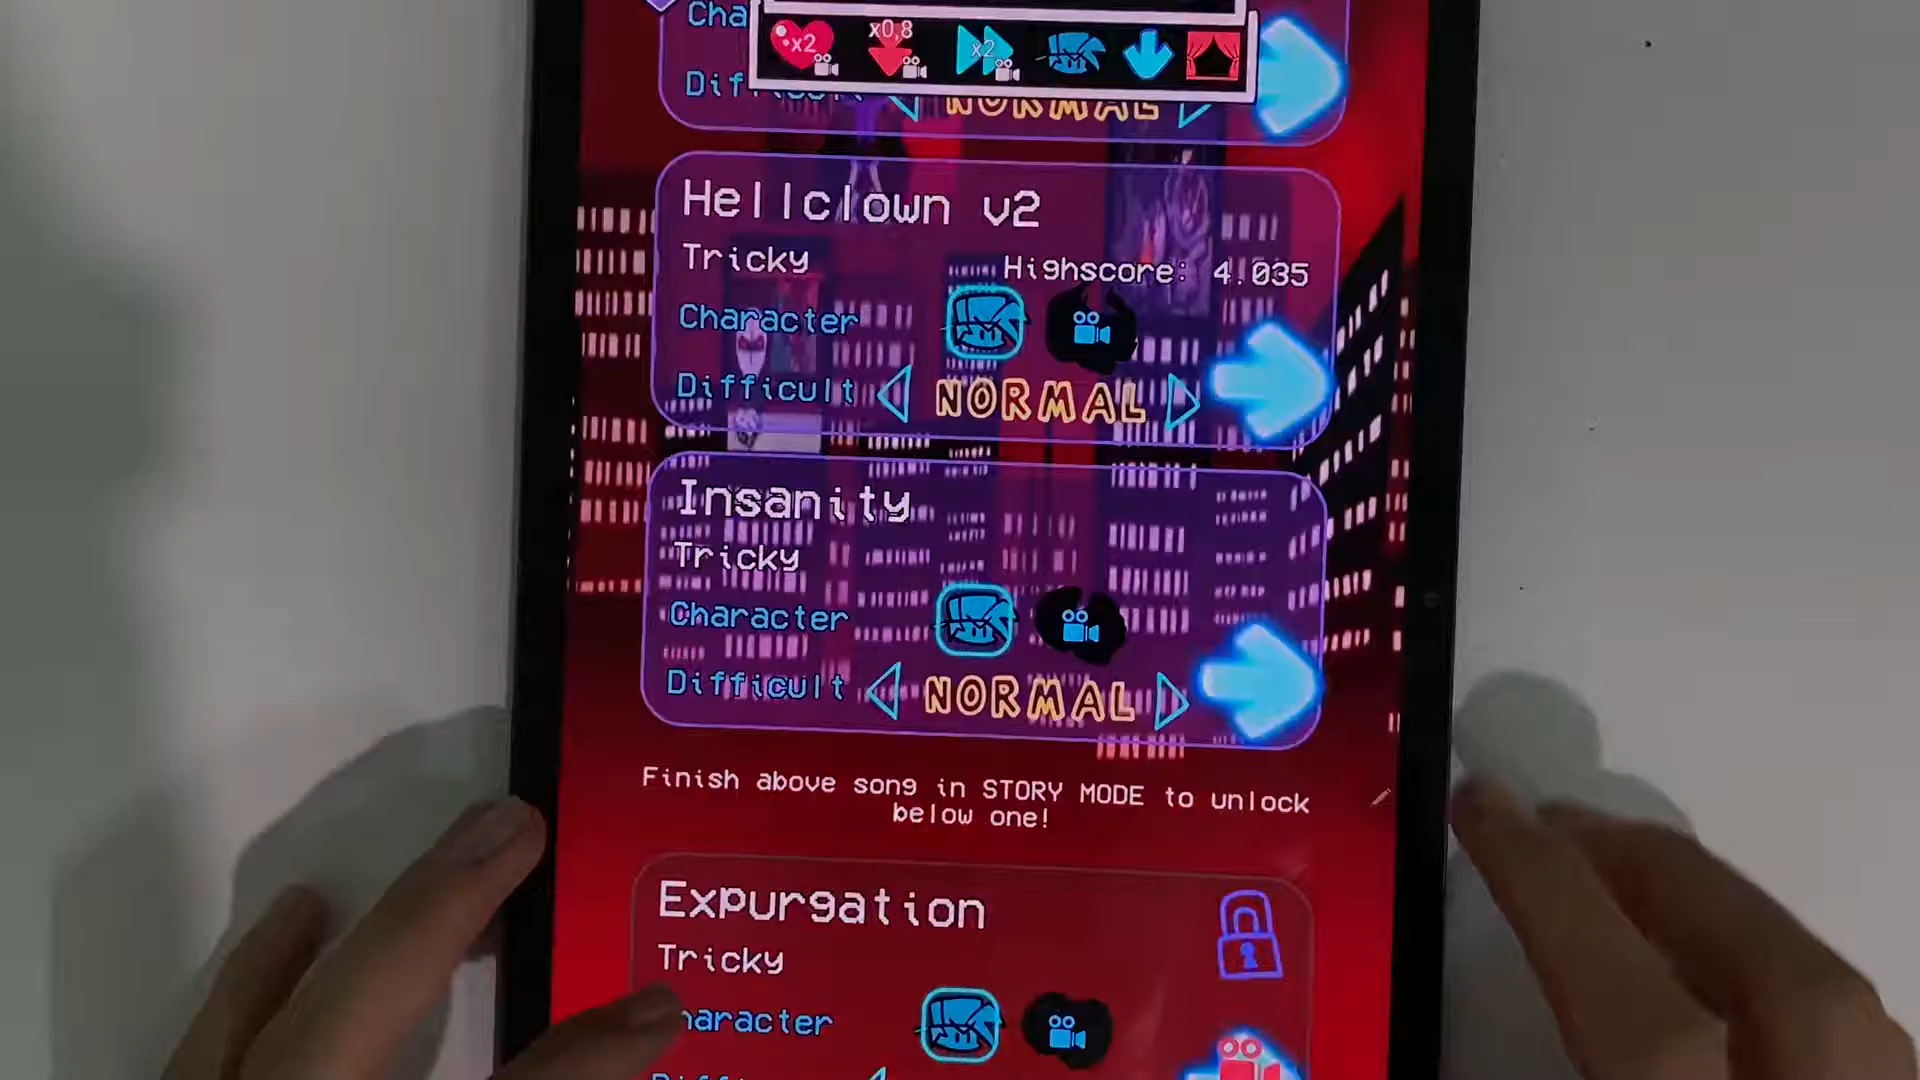 Cha
x2
x0,8
x2
NORMAL
Hellclown v2
Tricky
Highscore: 4.035
Character
Difficult
NORMAL
Insanity
Tricky
Character
Difficult
NORMAL
Finish above song in STORY MODE to unlock
below one!
Expurgation
Tricky
haracter